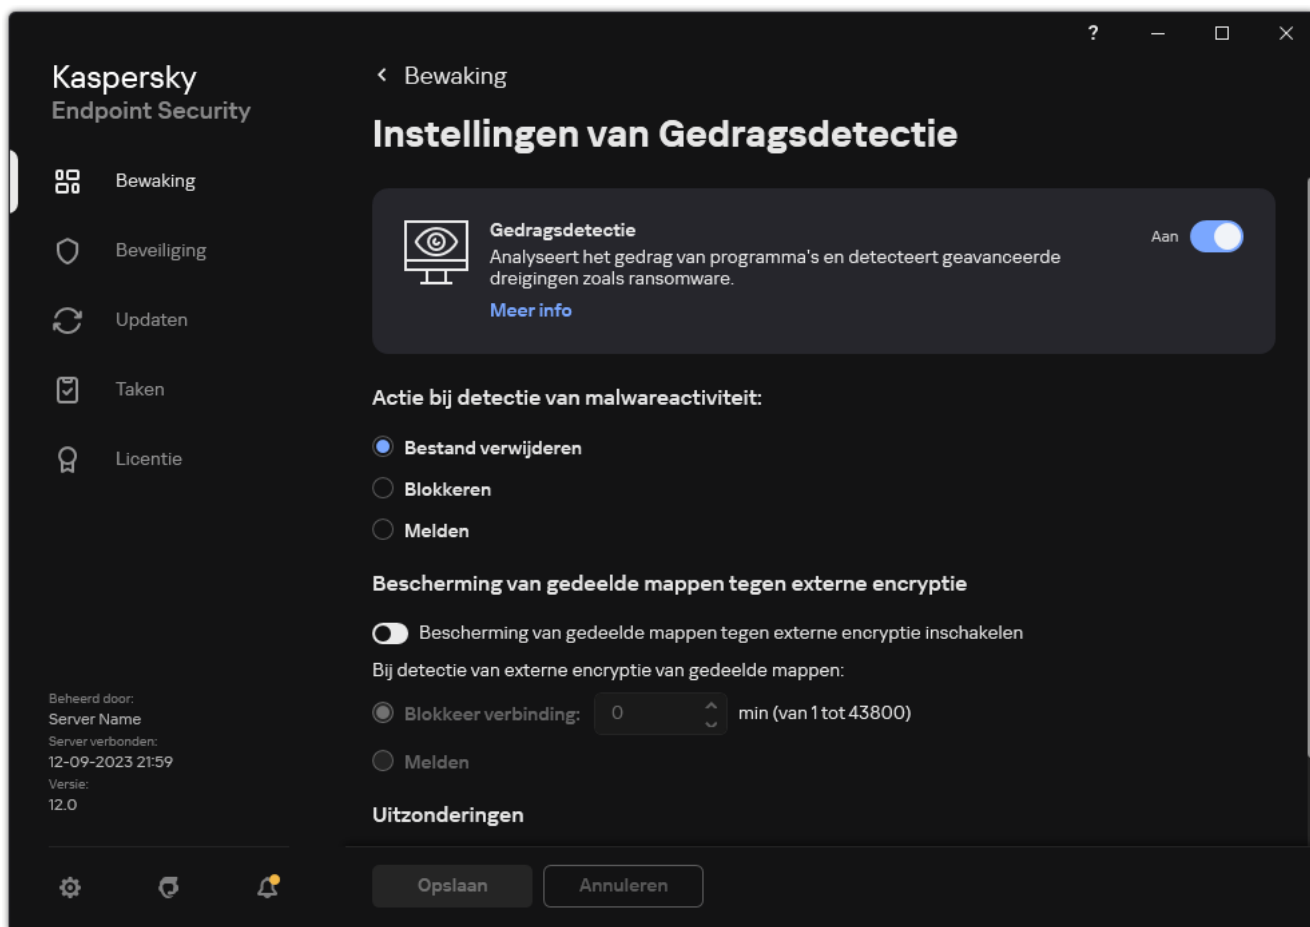 ?
Kaspersky
Endpoint Security
Bewaking
Beveiliging
Updaten
Taken
Licentie
Beheerd door:
Server Name
Server verbonden:
12-09-2023 21:59
Versie:
12.0
Bewaking
Instellingen van Gedragsdetectie
Gedragsdetectie
Analyseert het gedrag van programma's en detecteert geavanceerde
dreigingen zoals ransomware.
Meer info
Aan
Actie bij detectie van malwareactiviteit:
Bestand verwijderen
Blokkeren
Melden
Bescherming van gedeelde mappen tegen externe encryptie
Bescherming van gedeelde mappen tegen externe encryptie inschakelen
Bij detectie van externe encryptie van gedeelde mappen:
Blokkeer verbinding: 0 min (van 1 tot 43800)
Melden
Uitzonderingen
Opslaan Annuleren